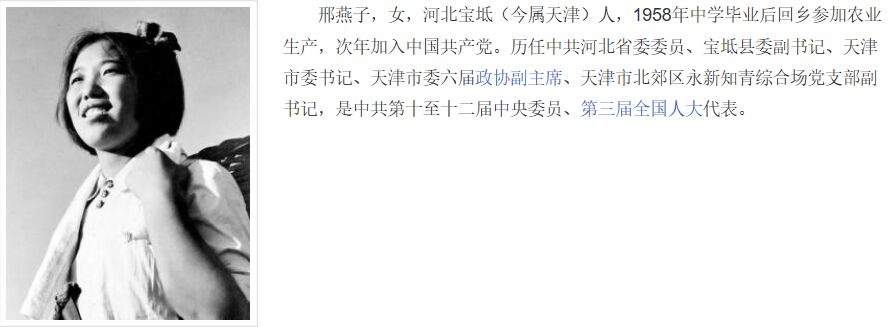 邢燕子，女，河北宝坻（今属天津）人，1958年中学毕业后回乡参加农业
生产，次年加入中国共产党。历任中共河北省委委员、宝坻县委副书记、天津
市委书记、天津市委六届政协副主席、天津市北郊区永新知青综合场党支部副
书记，是中共第十至十二届中央委员、第三届全国人大代表。